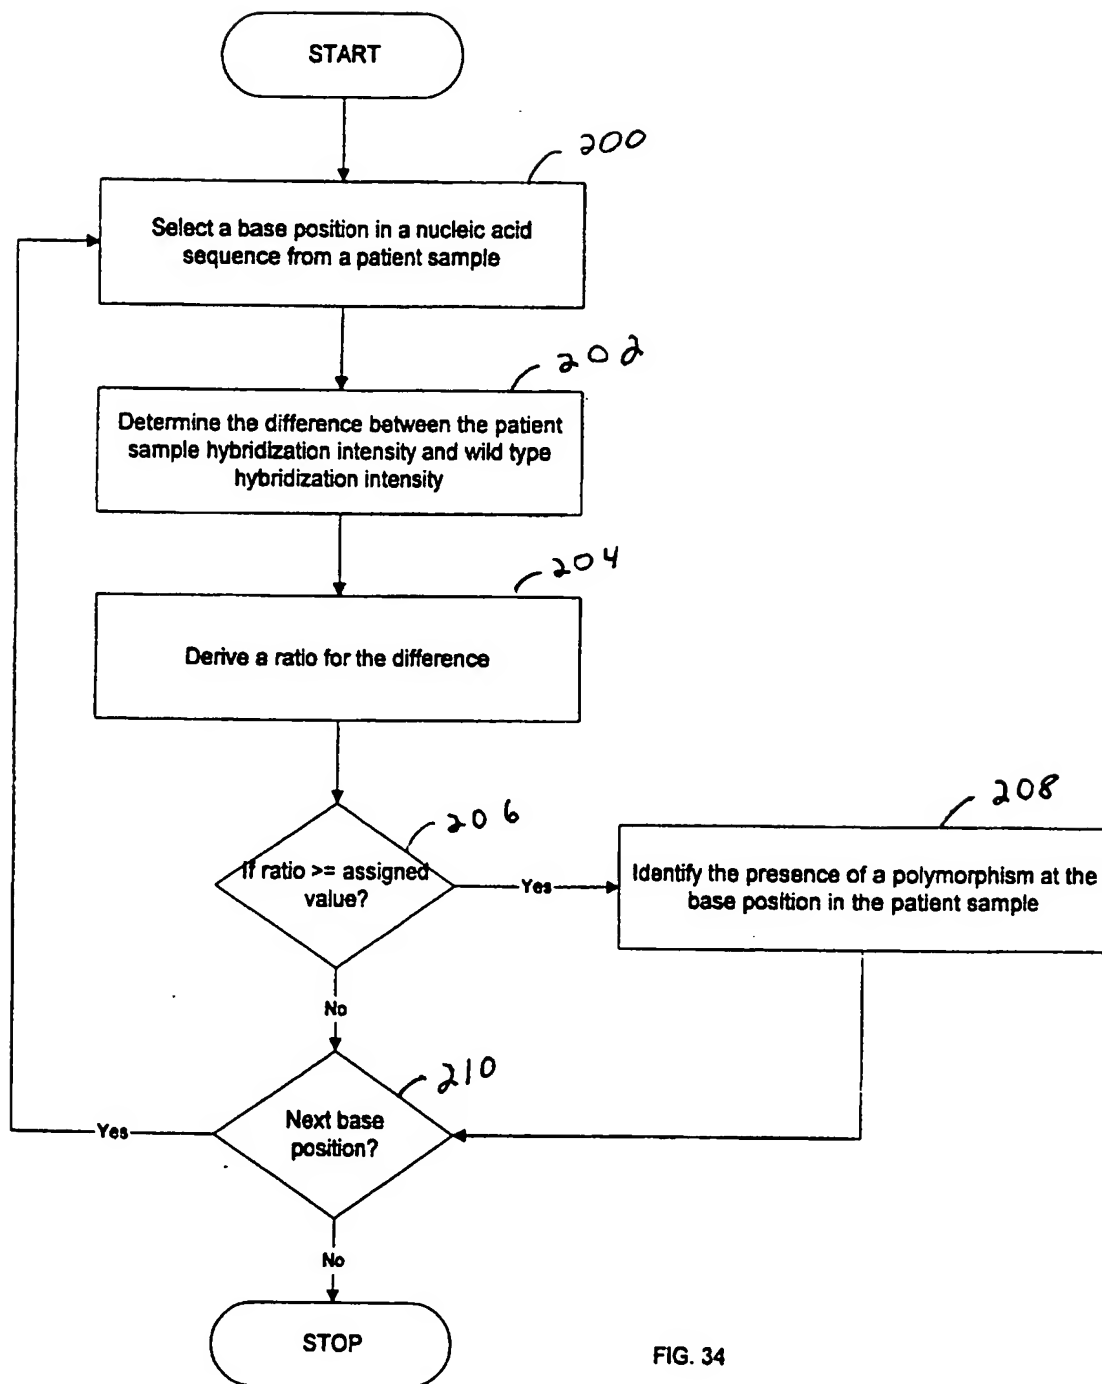 START
200
Select a base position in a nucleic acid
sequence from a patient sample
202
Determine the difference between the patient
sample hybridization intensity and wild type
hybridization intensity
204
Derive a ratio for the difference
206
If ratio >= assigned
value?
Yes
208
Identify the presence of a polymorphism at the
base position in the patient sample
No
210
Next base
position?
Yes
No
STOP
FIG. 34